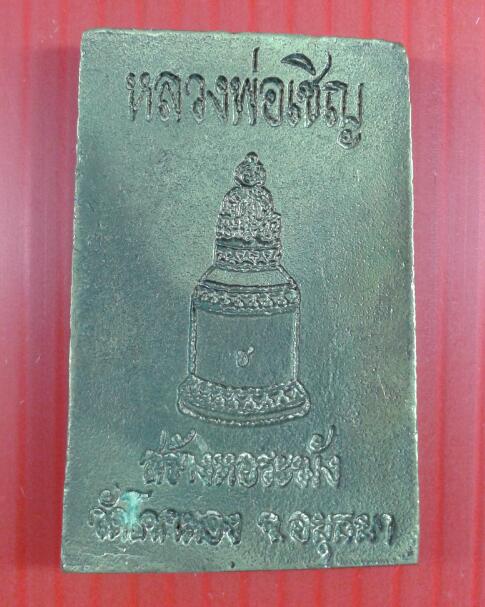 หลวงพ่อเชิญ
ช
สร้างหอระฆัง
วัดโคกทอง จ.อยุธยา